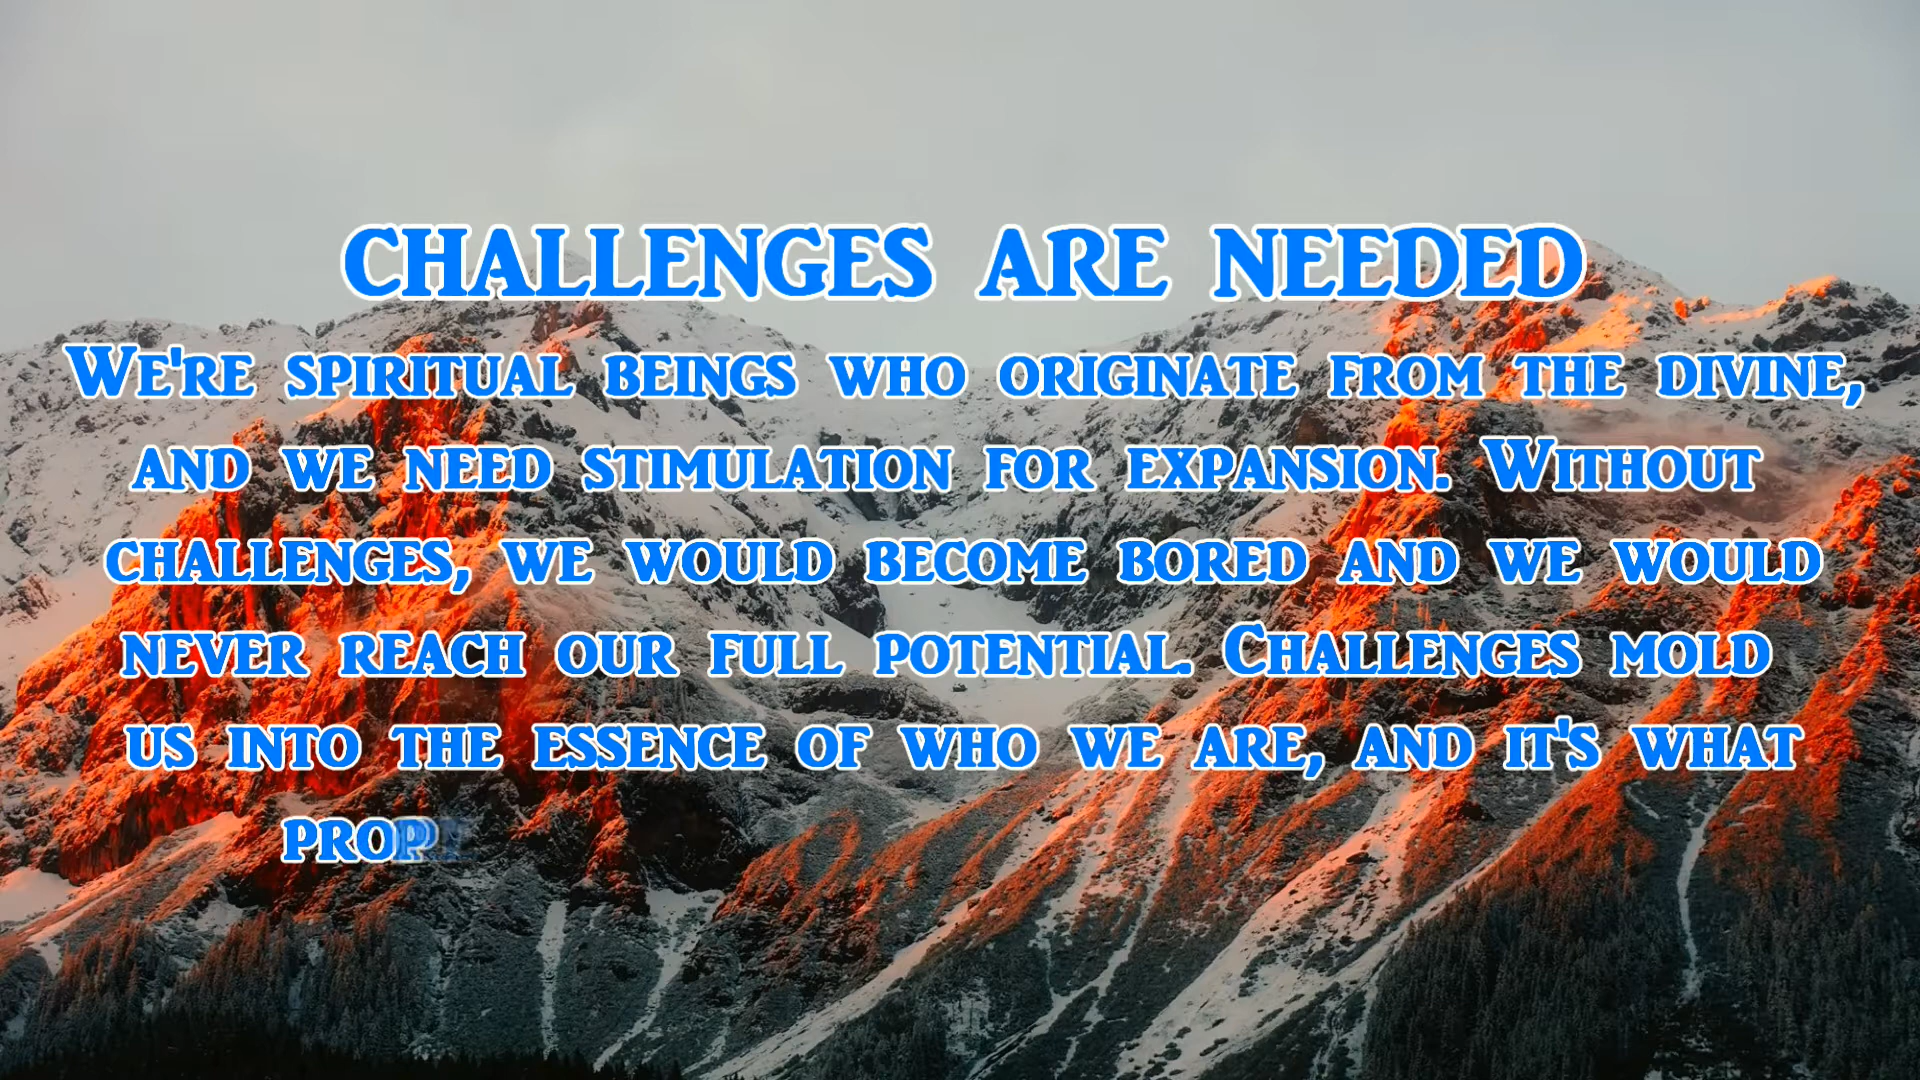 CHALLENGES ARE NEEDED
We're spiritual beings who originate from the divine,
and we need stimulation for expansion. Without
challenges, we would become bored and we would
never reach our full potential. Challenges mold
us into the essence of who we are, and it's what